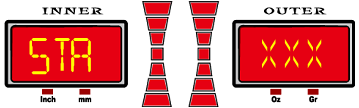 INNER
OUTER
STA
XXX
Inch mm
Oz Gr